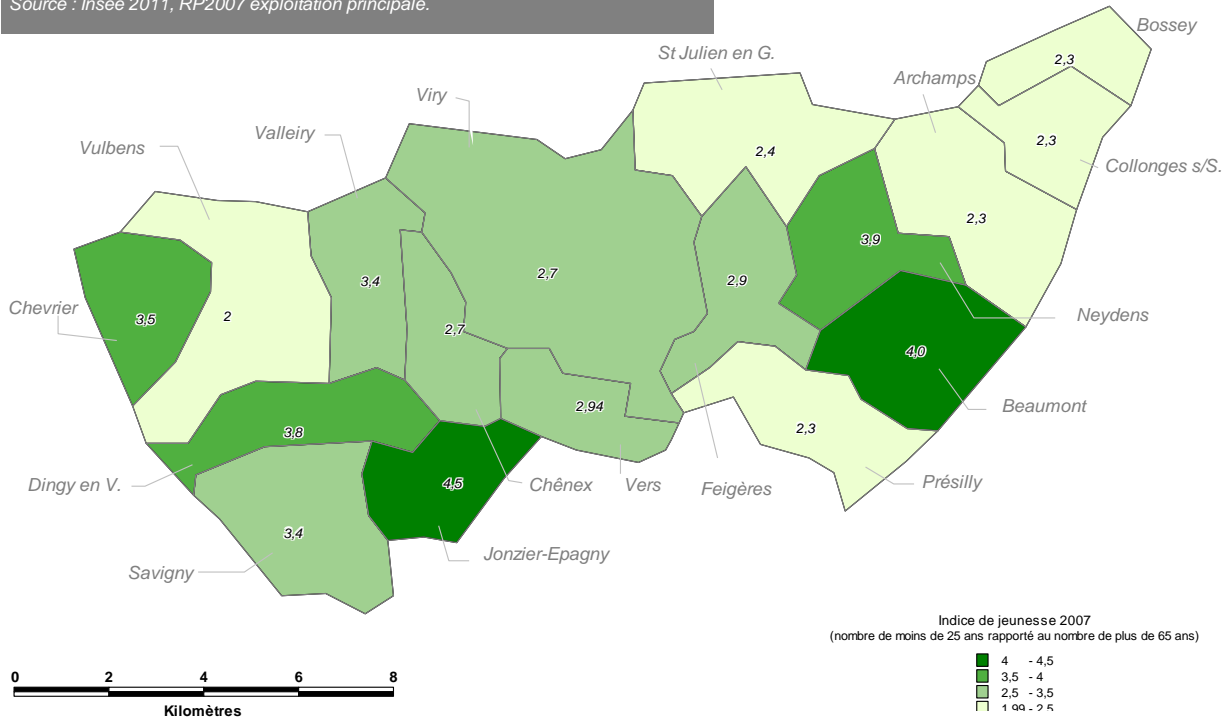 Source : Insee 2011, RP2007 exploitation principale.
Bossey
St Julien en G.
2,3
Archamps
Viry
Valleiry
2,3
Vulbens
2,4
Collonges s/S.
2,3
3,9
2,7
2,9
3,4
Chevrier
3,5
2
Neydens
2,7
4,0
Beaumont
2,94
2,3
3,8
Dingy en V.
4,5
Chênex
Vers
Feigères
Présilly
3,4
Jonzier-Epagny
Savigny
Indice de jeunesse 2007
(nombre de moins de 25 ans rapporté au nombre de plus de 65 ans)
4 - 4,5
3,5 - 4
2,5 - 3,5
1,99 - 2,5
0 2 4 6 8
Kilomètres